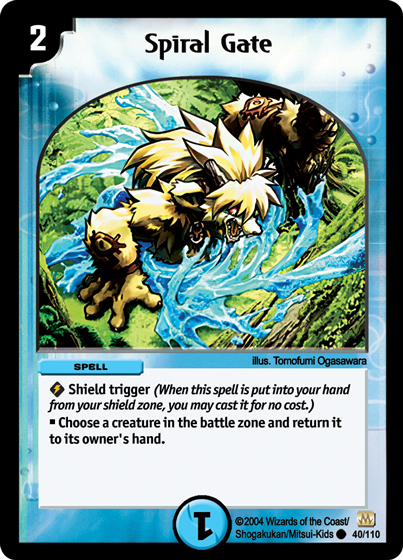 2
Spiral Gate
illus. Tomofumi Ogasawara
SPELL
Shield trigger (When this spell is put into your hand
from your shield zone, you may cast it for no cost.)
▪ Choose a creature in the battle zone and return it
to its owner's hand.
1
©2004 Wizards of the Coast/
Shogakukan/Mitsui-Kids ● 40/110